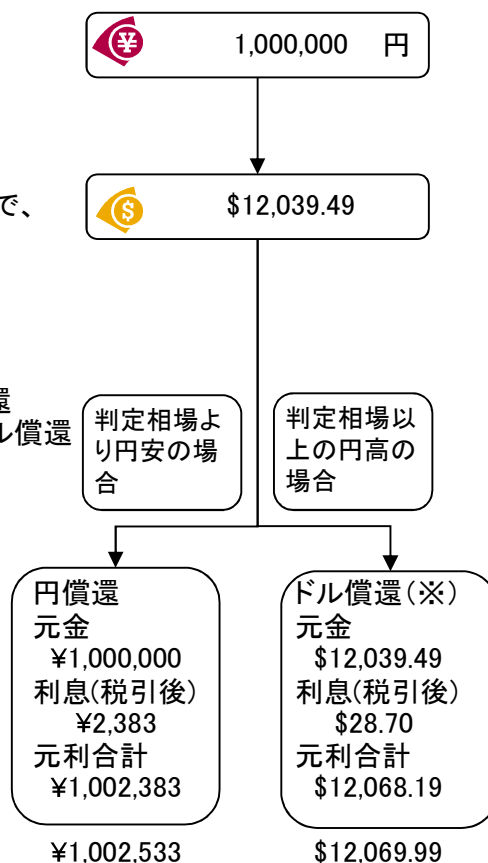 1,000,000 円
$12,039.49
で、
還
ル償還
判定相場よ
り円安の場
合
判定相場以
上の円高の
場合
円償還
元金
¥1,000,000
利息(税引後)
¥2,383
元利合計
¥1,002,383
ドル償還(※)
元金
$12,039.49
利息(税引後)
$28.70
元利合計
$12,068.19
¥1,002,533
$12,069.99